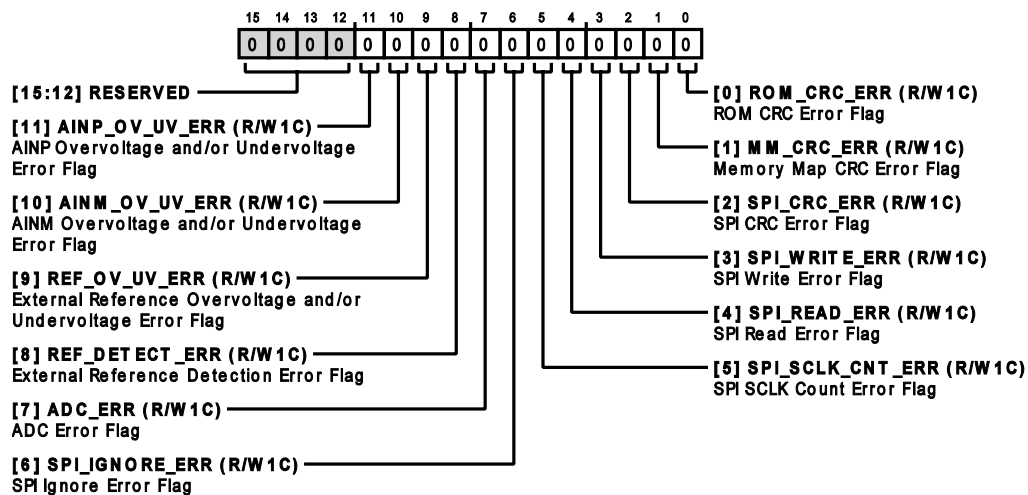 15 14 13 12 11 10 9 8 7 6 5 4 3 2 1 0
0 0 0 0 0 0 0 0 0 0 0 0 0 0 0 0
[15:12] RESERVED
[11] AINP_OV_UV_ERR (R/W1C)
AINP Overvoltage and/or Undervoltage
Error Flag
[10] AINM_OV_UV_ERR (R/W1C)
AINM Overvoltage and/or Undervoltage
Error Flag
[9] REF_OV_UV_ERR (R/W1C)
External Reference Overvoltage and/or
Undervoltage Error Flag
[8] REF_DETECT_ERR (R/W1C)
External Reference Detection Error Flag
[7] ADC_ERR (R/W1C)
ADC Error Flag
[6] SPI_IGNORE_ERR (R/W1C)
SPI Ignore Error Flag
[0] ROM_CRC_ERR (R/W1C)
ROM CRC Error Flag
[1] MM_CRC_ERR (R/W1C)
Memory Map CRC Error Flag
[2] SPI_CRC_ERR (R/W1C)
SPI CRC Error Flag
[3] SPI_WRITE_ERR (R/W1C)
SPI Write Error Flag
[4] SPI_READ_ERR (R/W1C)
SPI Read Error Flag
[5] SPI_SCLK_CNT_ERR (R/W1C)
SPI SCLK Count Error Flag